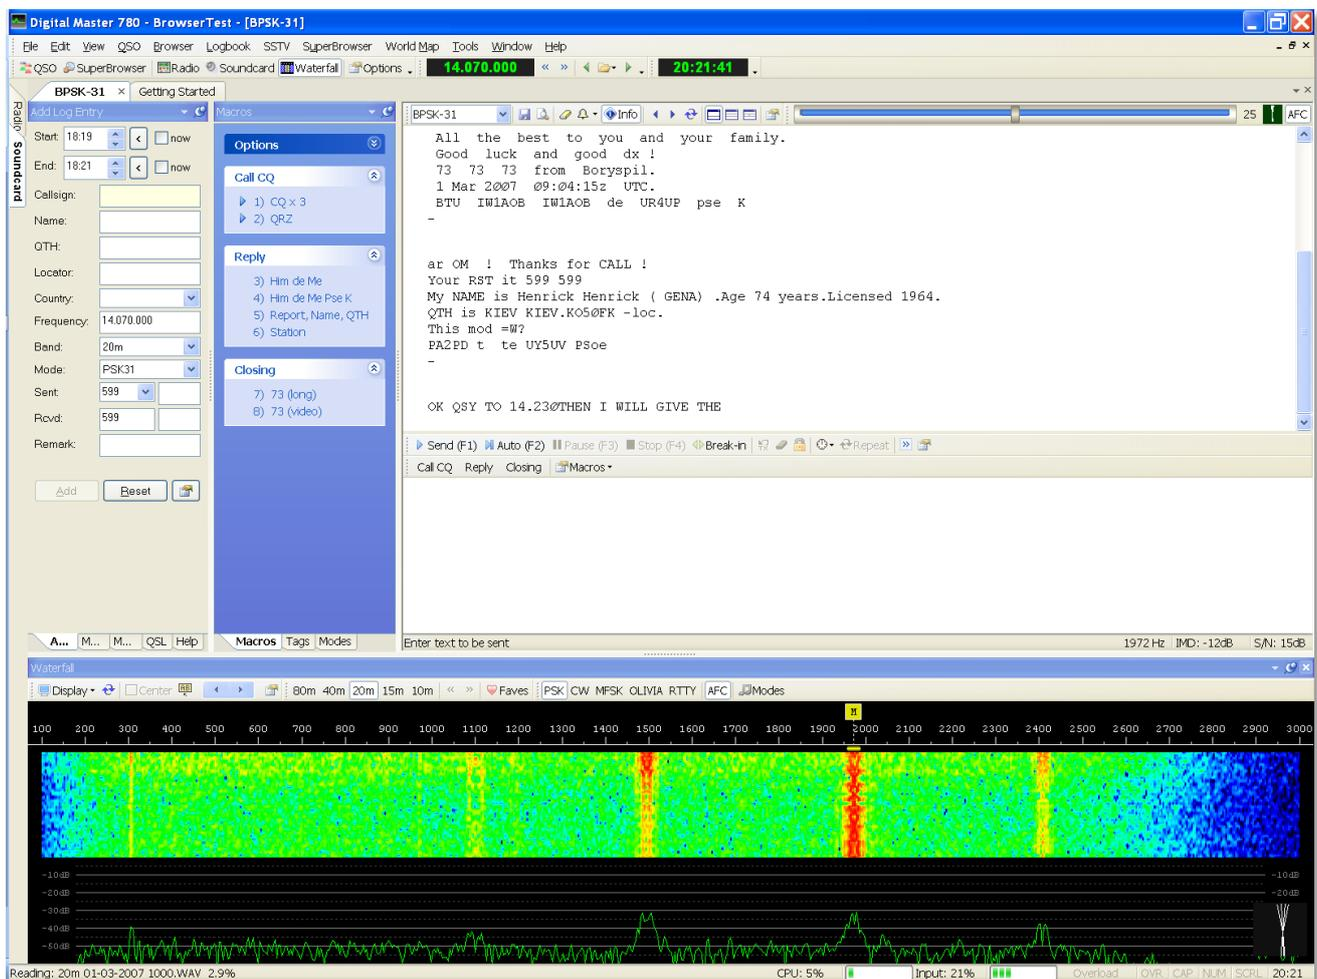 Digital Master 780 - BrowserTest - [BPSK-31]
File Edit View QSO Browser Logbook SSTV SuperBrowser World Map Tools Window Help
QSO SuperBrowser Radio Soundcard Waterfall Options 14.070.000 20:21:41
BPSK-31 Getting Started
Radio
Soundcard
Add Log Entry
Start: 18:19 < now
End: 18:21 < now
Callsign:
Name:
QTH:
Locator:
Country:
Frequency: 14.070.000
Band: 20m
Mode: PSK31
Sent: 599
Rcvd: 599
Remark:
Add Reset
A... M... M... QSL Help
Macros
Options
Call CQ
1) CQ x 3
2) QRZ
Reply
3) Him de Me
4) Him de Me Pse K
5) Report, Name, QTH
6) Station
Closing
7) 73 (long)
8) 73 (video)
Macros Tags Modes
BPSK-31 Info 25 AFC
All the best to you and your family.
Good luck and good dx !
73 73 73 from Boryspil.
1 Mar 2ØØ7 Ø9:Ø4:15z UTC.
BTU IW1AOB IW1AOB de UR4UP pse K
-
ar OM ! Thanks for CALL !
Your RST it 599 599
My NAME is Henrick Henrick ( GENA) .Age 74 years.Licensed 1964.
QTH is KIEV KIEV.KO5ØFK -loc.
This mod =W?
PA2PD t te UY5UV PSoe
-
OK QSY TO 14.23ØTHEN I WILL GIVE THE
Send (F1) Auto (F2) Pause (F3) Stop (F4) Break-in Repeat
Call CQ Reply Closing Macros
Enter text to be sent 1972 Hz IMD: -12dB S/N: 15dB
Waterfall
Display Center 80m 40m 20m 15m 10m Faves PSK CW MFSK OLIVIA RTTY AFC Modes
M
100 200 300 400 500 600 700 800 900 1000 1100 1200 1300 1400 1500 1600 1700 1800 1900 2000 2100 2200 2300 2400 2500 2600 2700 2800 2900 3000
-10dB -10dB
-20dB -20dB
-30dB
-40dB
-50dB
Reading: 20m 01-03-2007 1000.WAV 2.9% CPU: 5% Input: 21% Overload OVR CAP NUM SCRL 20:21